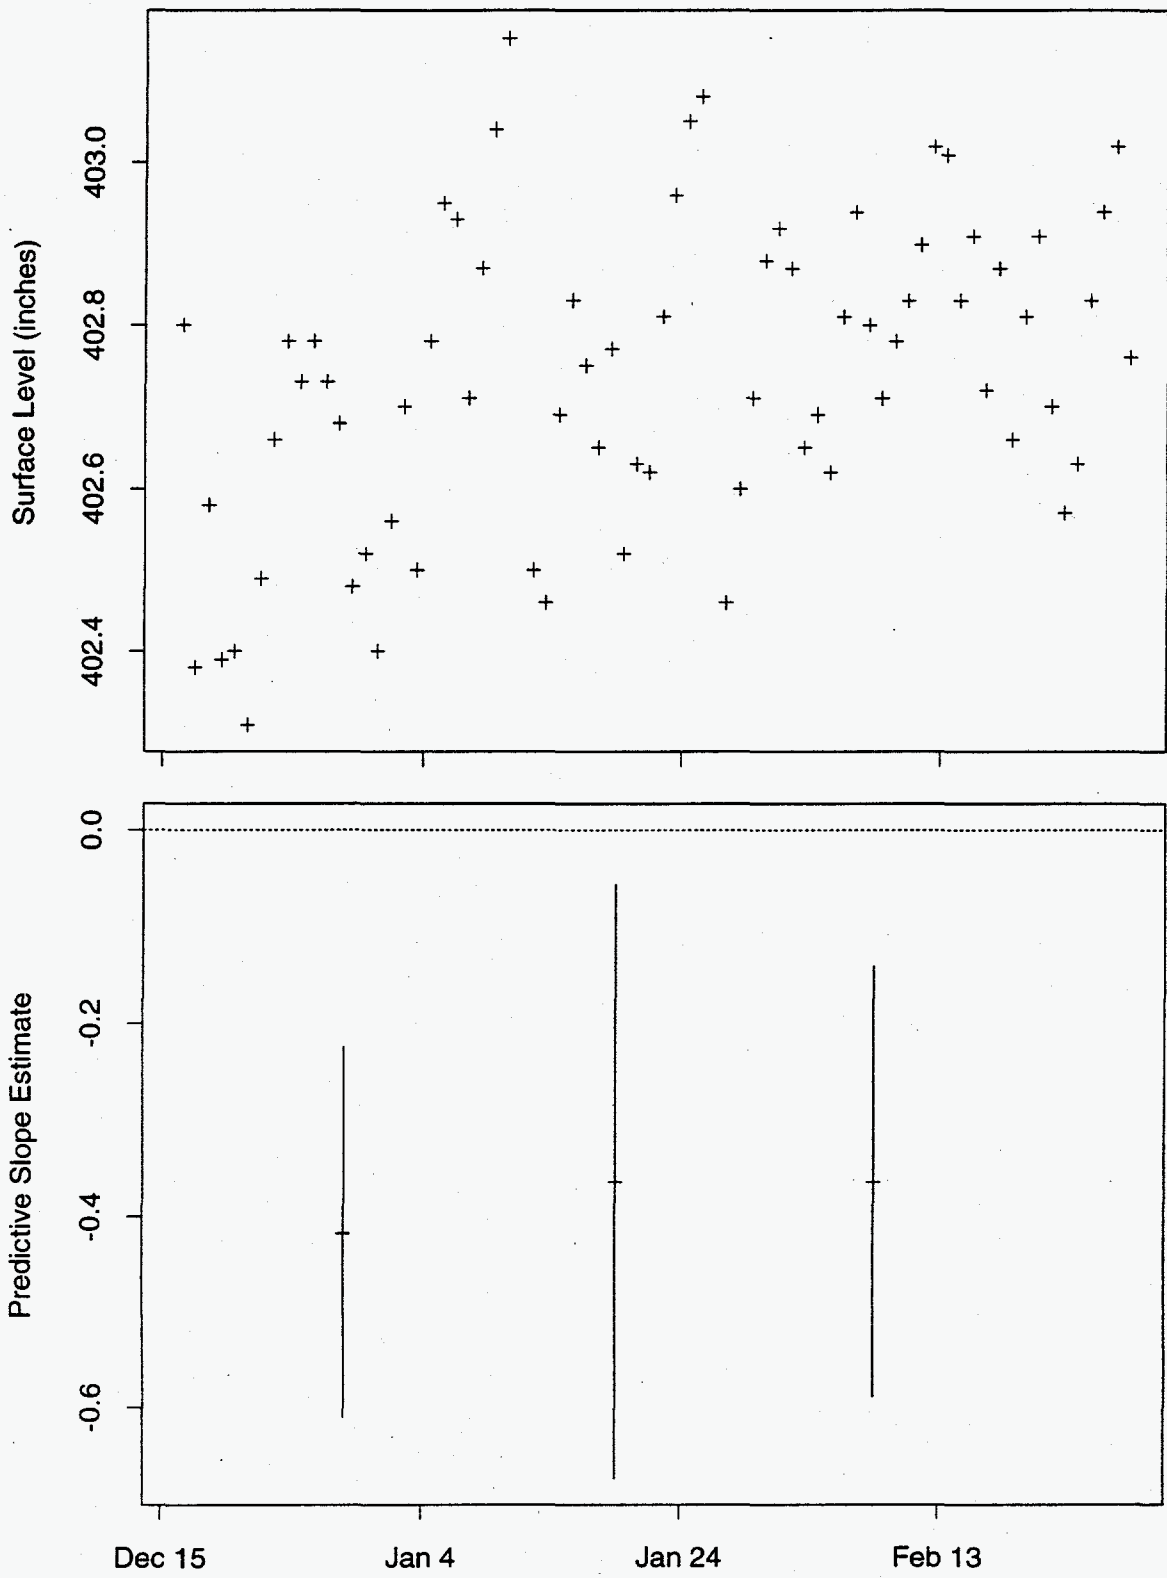 Surface Level (inches)
403.0
402.8
402.6
402.4
Predictive Slope Estimate
0.0
-0.2
-0.4
-0.6
Dec 15
Jan 4
Jan 24
Feb 13